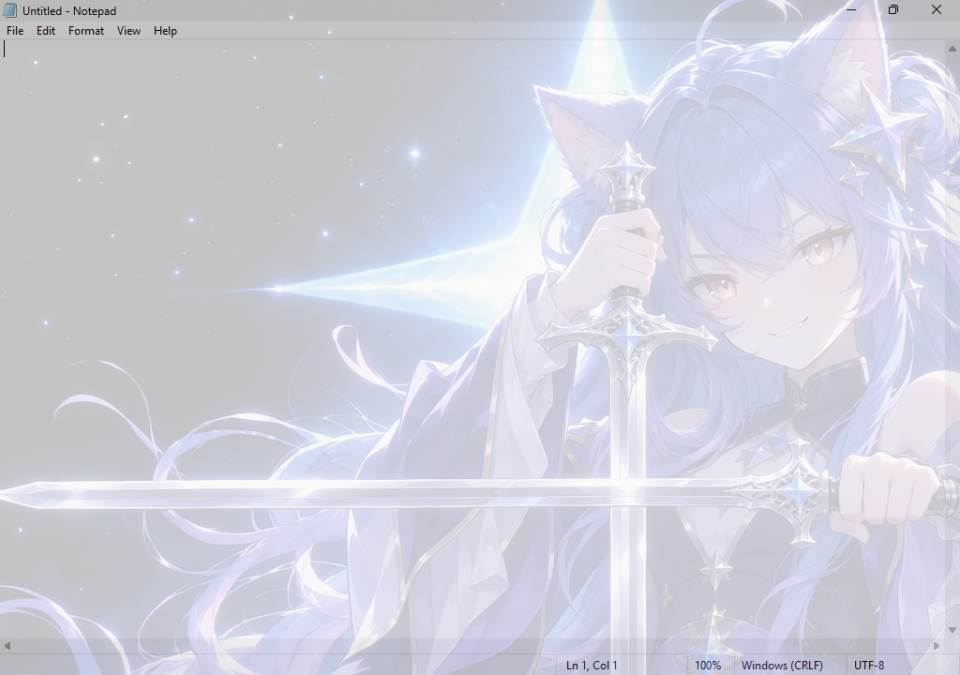 Untitled - Notepad
File Edit Format View Help
Ln 1, Col 1 100% Windows (CRLF) UTF-8